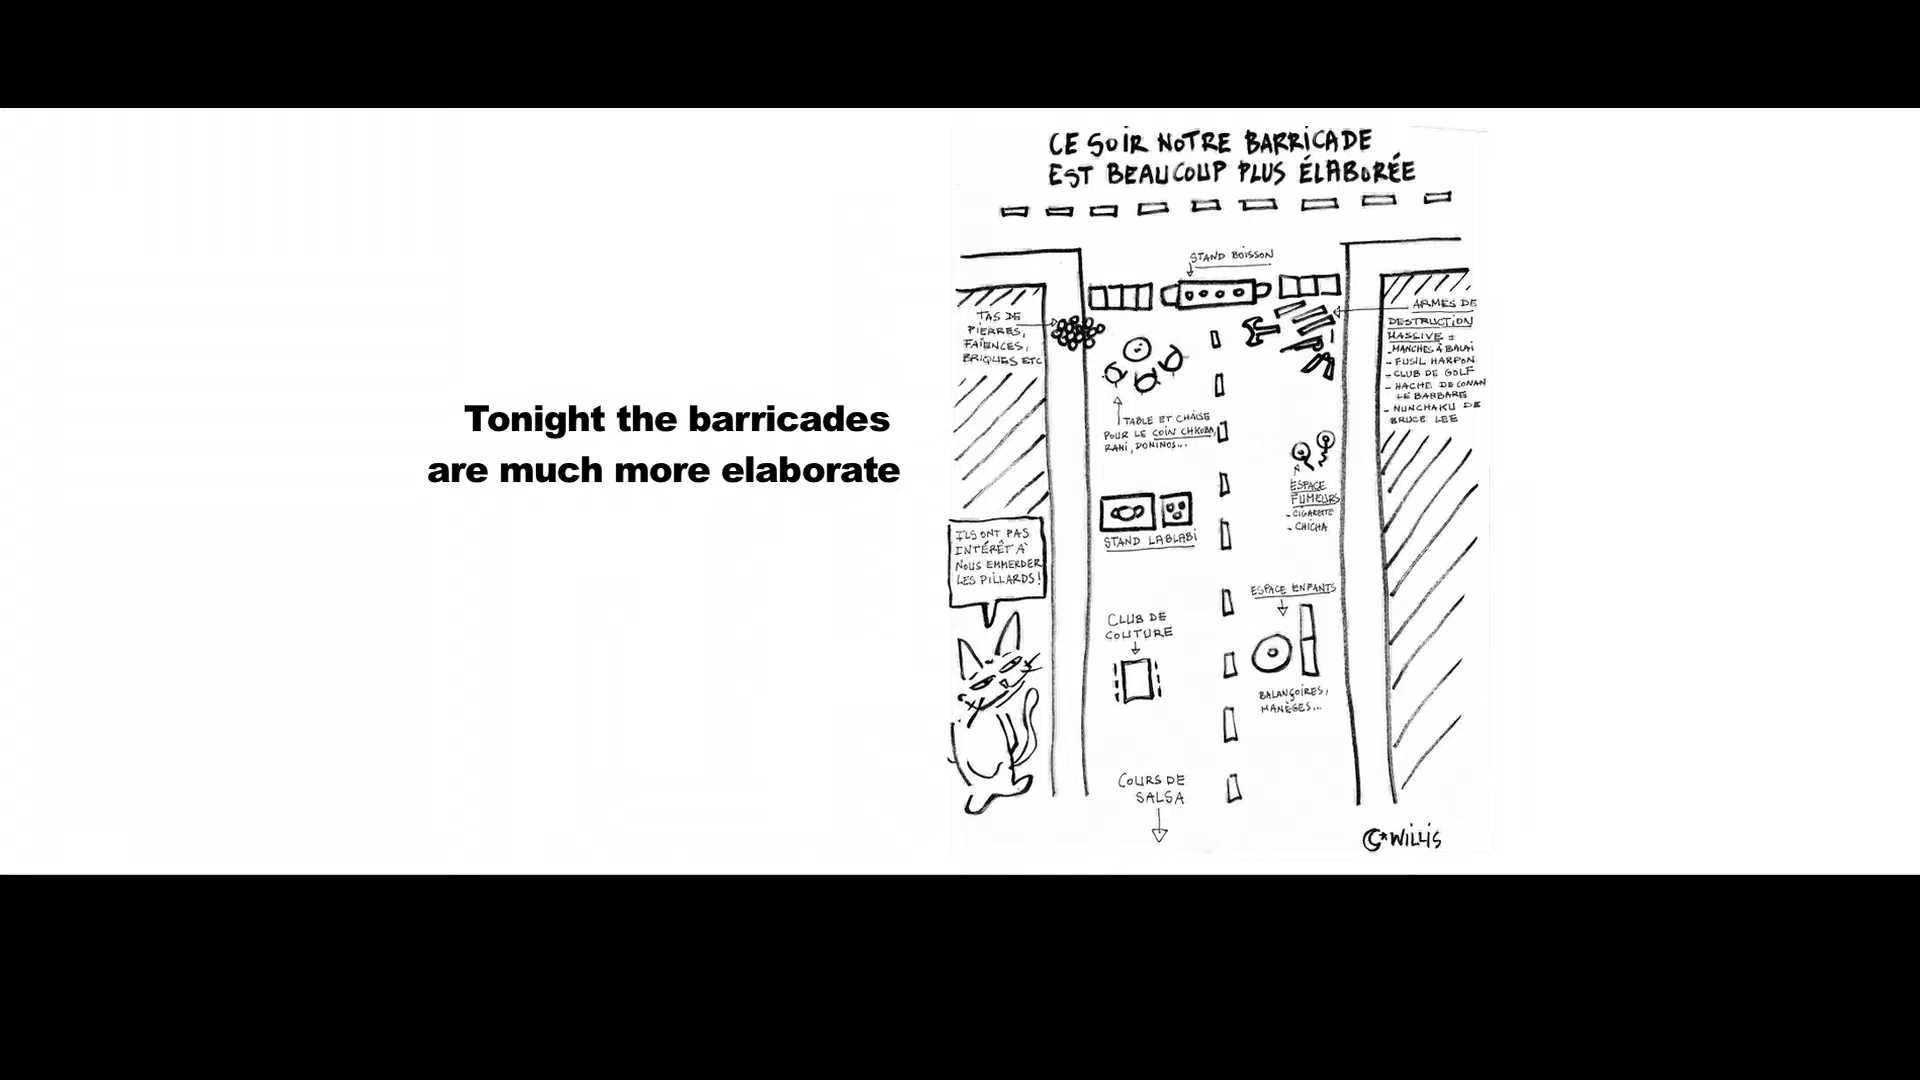 Tonight the barricades
are much more elaborate
CE SOIR NOTRE BARRICADE
EST BEAUCOUP PLUS ÉLABORÉE
STAND BOISSON
TAS DE
PIERRES,
FAÏENCES,
BRIQUES ETC
ARMES DE
DESTRUCTION
MASSIVE :
- MANCHES À BALAI
- FUSIL HARPON
- CLUB DE GOLF
- HACHE DE CONAN
LE BARBARE
- NUNCHAKU DE
BRUCE LEE
TABLE ET CHAISE
POUR LE COIN CHKOBA,
RAMI, DOMINOS...
ESPACE
FUMEURS
- CIGARETTE
- CHICHA
STAND LABLABI
ILS ONT PAS
INTÉRÊT À
NOUS EMMERDER
LES PILLARDS !
ESPACE ENFANTS
CLUB DE
COUTURE
BALANÇOIRES,
MANÈGES...
COURS DE
SALSA
WILLIS